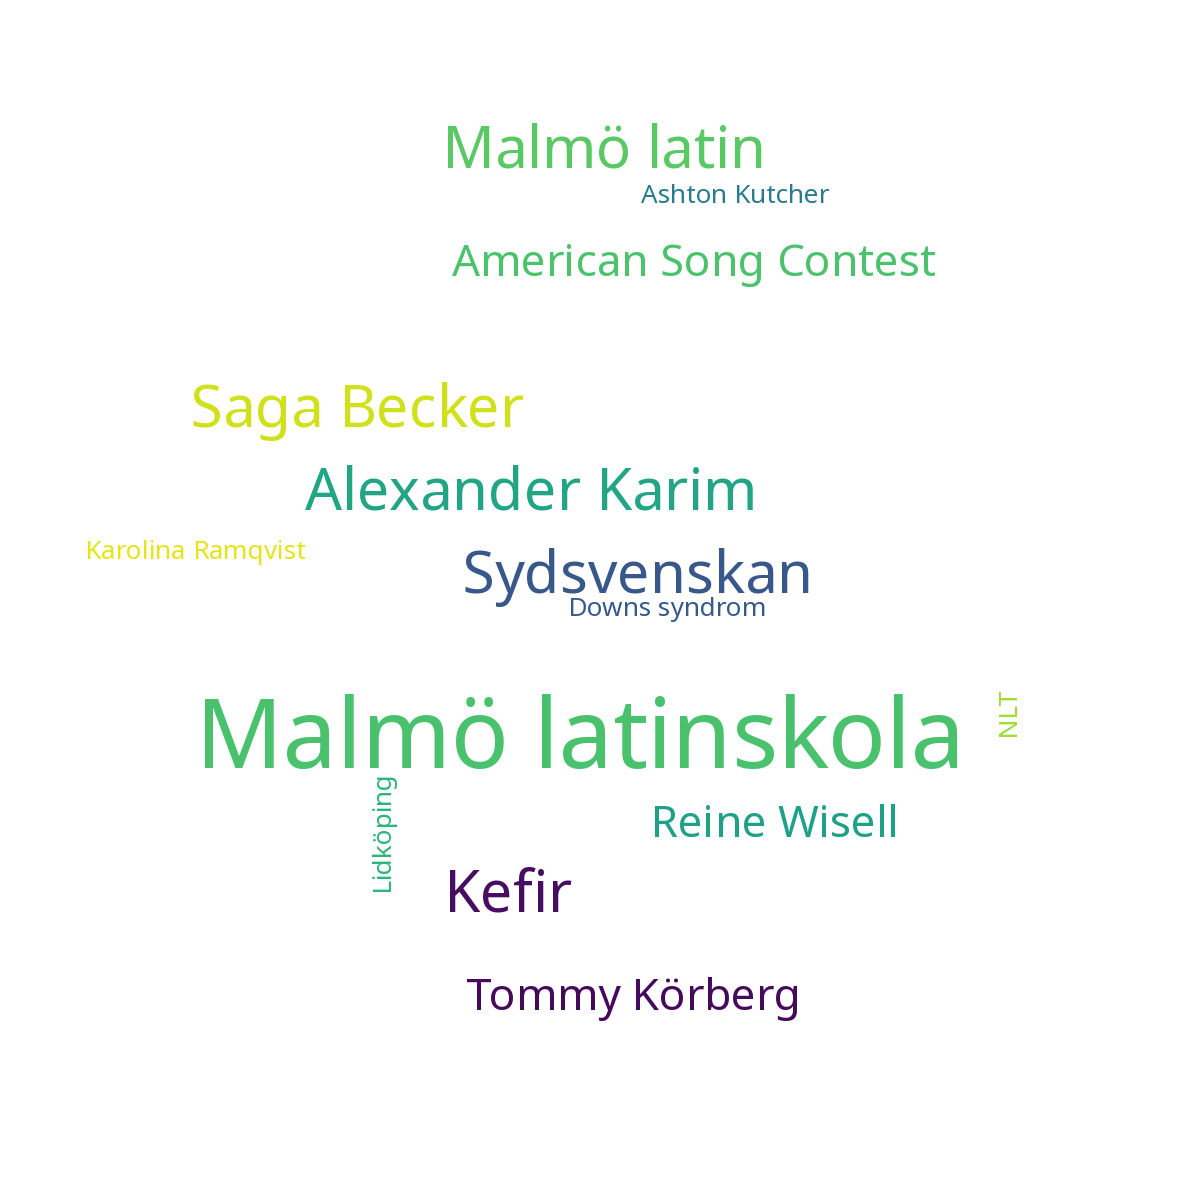 Malmö latin
Ashton Kutcher
American Song Contest
Saga Becker
Alexander Karim
Karolina Ramqvist
Sydsvenskan
Downs syndrom
Malmö latinskola
NLT
Lidköping
Reine Wisell
Kefir
Tommy Körberg